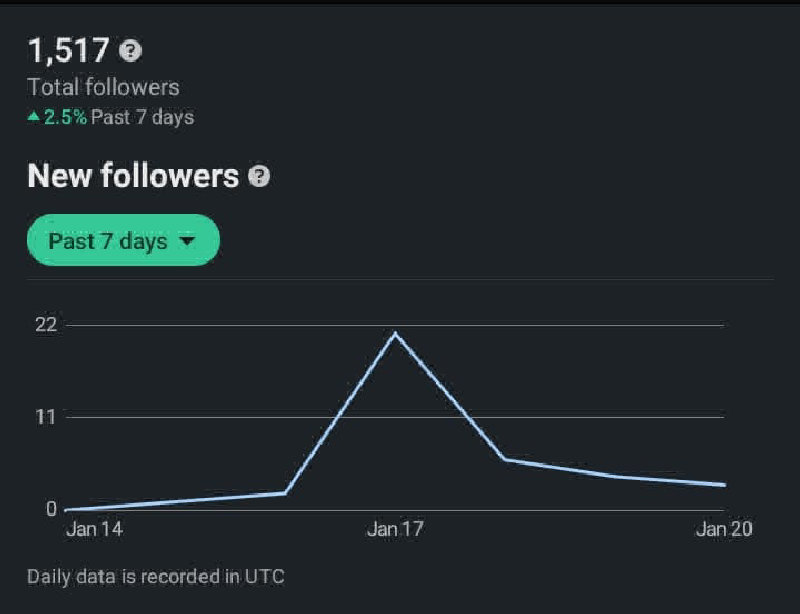 1,517
Total followers
2.5% Past 7 days
New followers
Past 7 days
22
11
0
Jan 14 Jan 17 Jan 20
Daily data is recorded in UTC